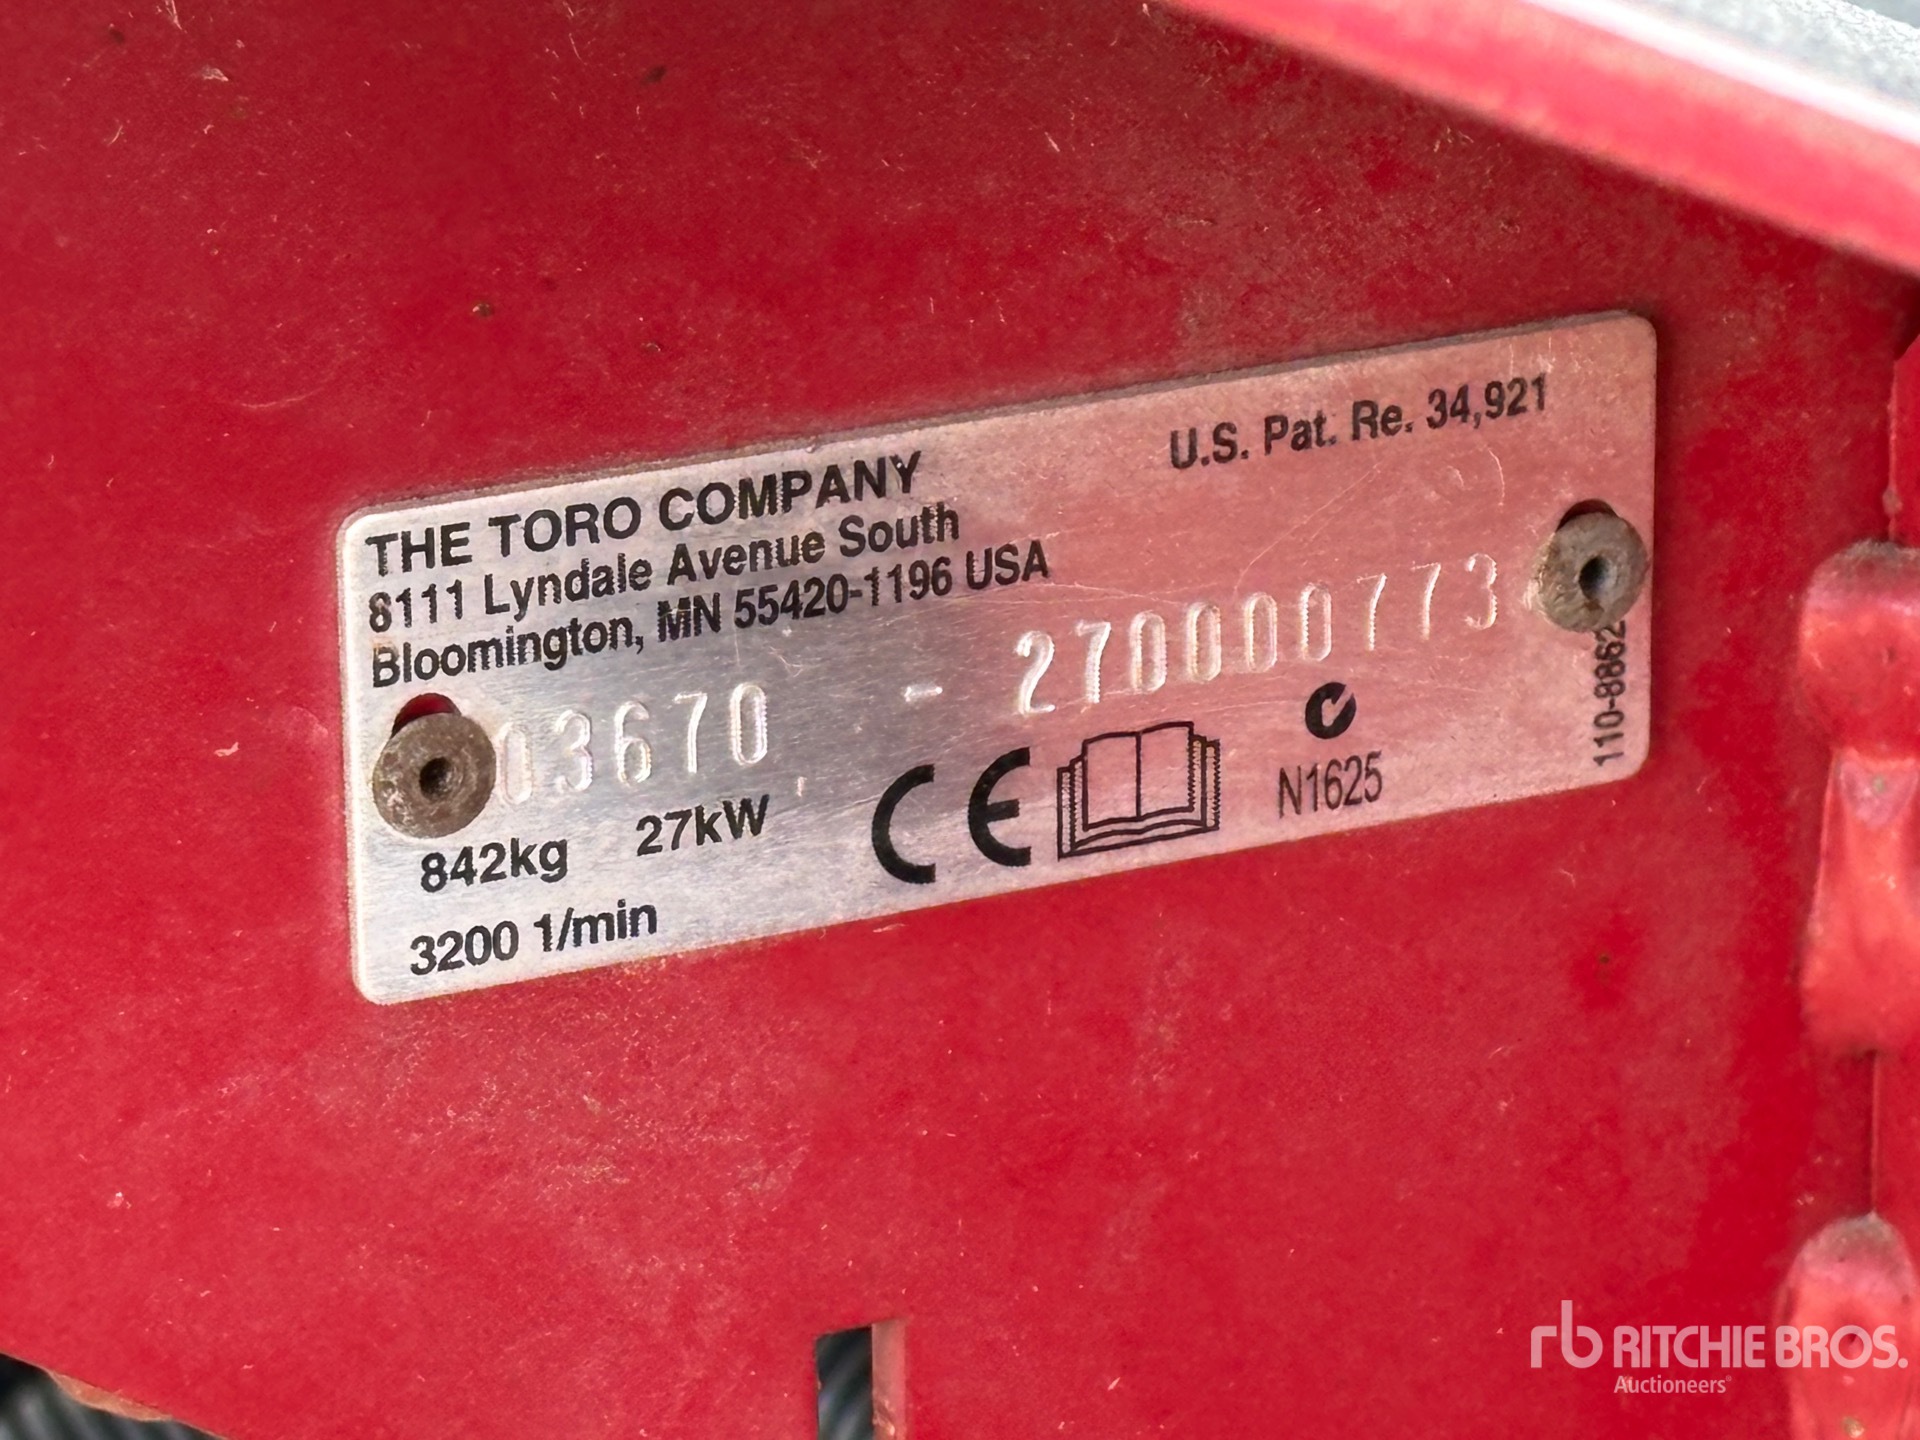 THE TORO COMPANY
8111 Lyndale Avenue South
Bloomington, MN 55420-1196 USA
U.S. Pat. Re. 34,921
03670 - 270000773
842kg 27kW
3200 1/min
CE
N1625
110-8862
rb RITCHIE BROS.
Auctioneers